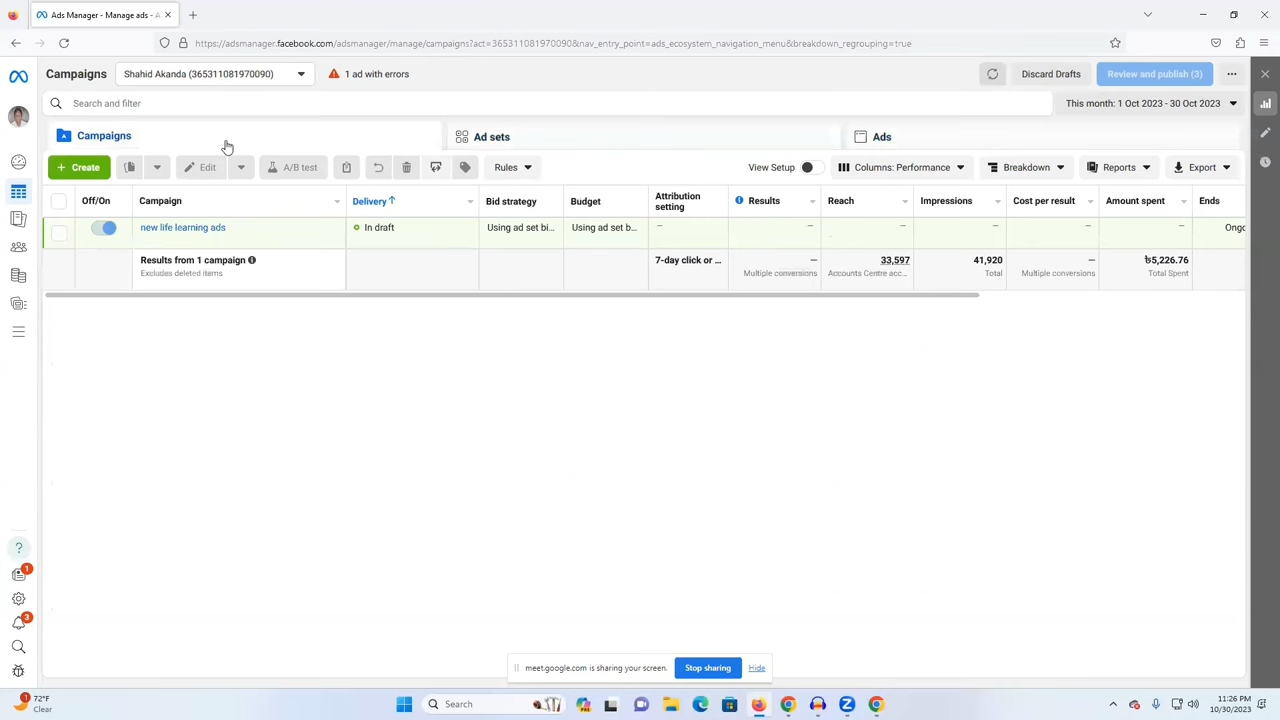 Ads Manager - Manage ads - A
https://adsmanager.facebook.com/adsmanager/manage/campaigns?act=365311081970090&nav_entry_point=ads_ecosystem_navigation_menu&breakdown_regrouping=true
Campaigns
Shahid Akanda (365311081970090)
1 ad with errors
Discard Drafts
Review and publish (3)
Search and filter
This month: 1 Oct 2023 - 30 Oct 2023
Campaigns
Ad sets
Ads
+ Create
Edit
A/B test
Rules
View Setup
Columns: Performance
Breakdown
Reports
Export
Off/On
Campaign
Delivery ↑
Bid strategy
Budget
Attribution setting
Results
Reach
Impressions
Cost per result
Amount spent
Ends
new life learning ads
In draft
Using ad set bi...
Using ad set b...
—
—
—
—
—
—
Ongo
Results from 1 campaign
Excludes deleted items
7-day click or ...
—
Multiple conversions
33,597
Accounts Centre acc...
41,920
Total
—
Multiple conversions
৳5,226.76
Total Spent
1
3
meet.google.com is sharing your screen.
Stop sharing
Hide
1
72°F
Clear
Search
11:26 PM
10/30/2023